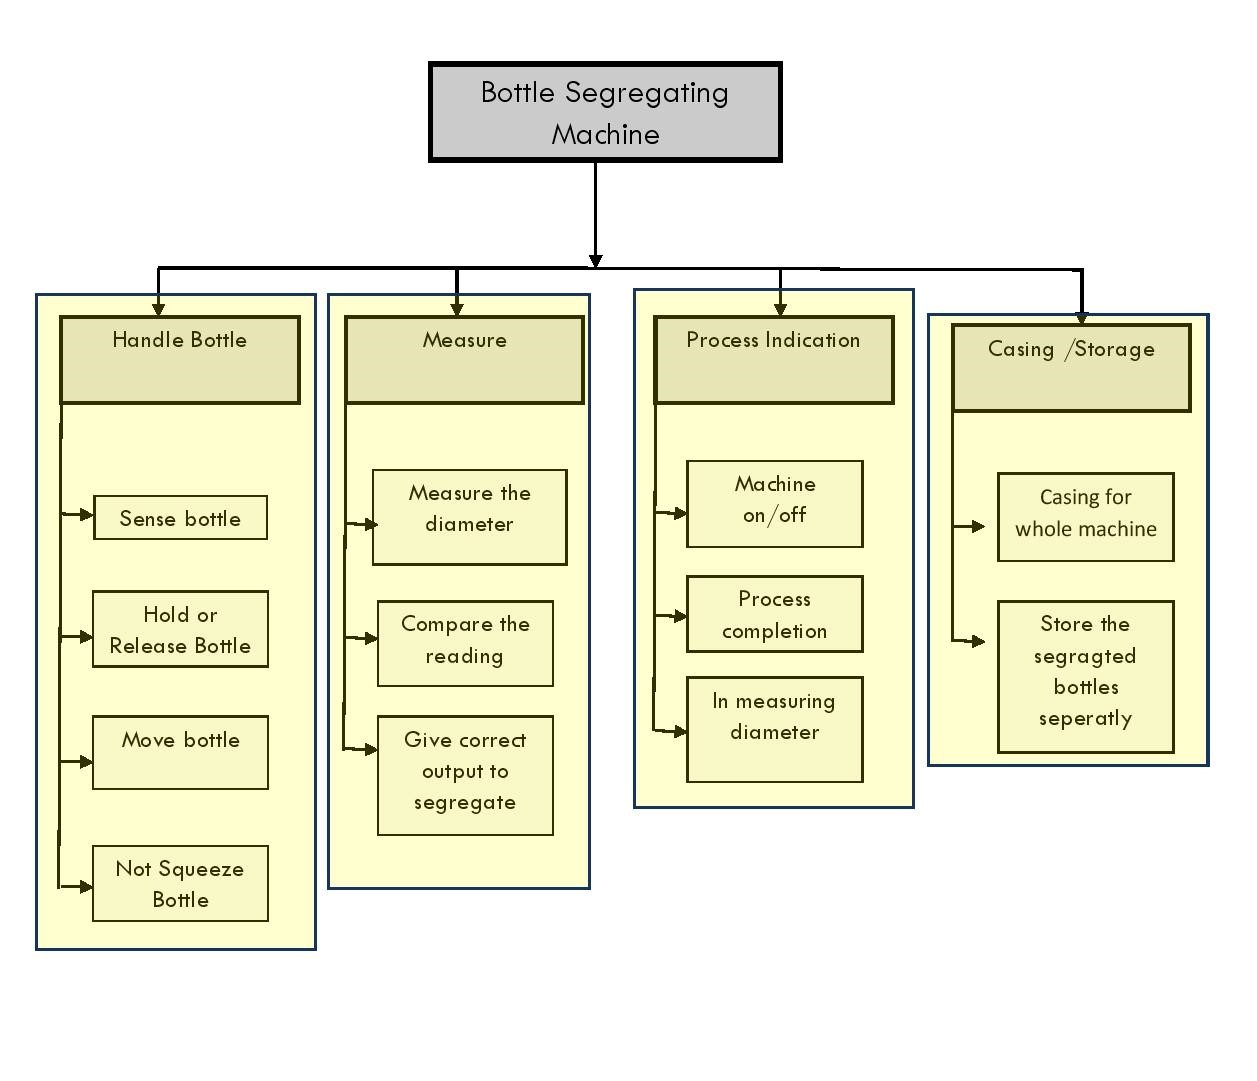 Bottle Segregating
Machine
Handle Bottle
Sense bottle
Hold or
Release Bottle
Move bottle
Not Squeeze
Bottle
Measure
Measure the
diameter
Compare the
reading
Give correct
output to
segregate
Process Indication
Machine
on/off
Process
completion
In measuring
diameter
Casing /Storage
Casing for
whole machine
Store the
segragted
bottles
seperatly